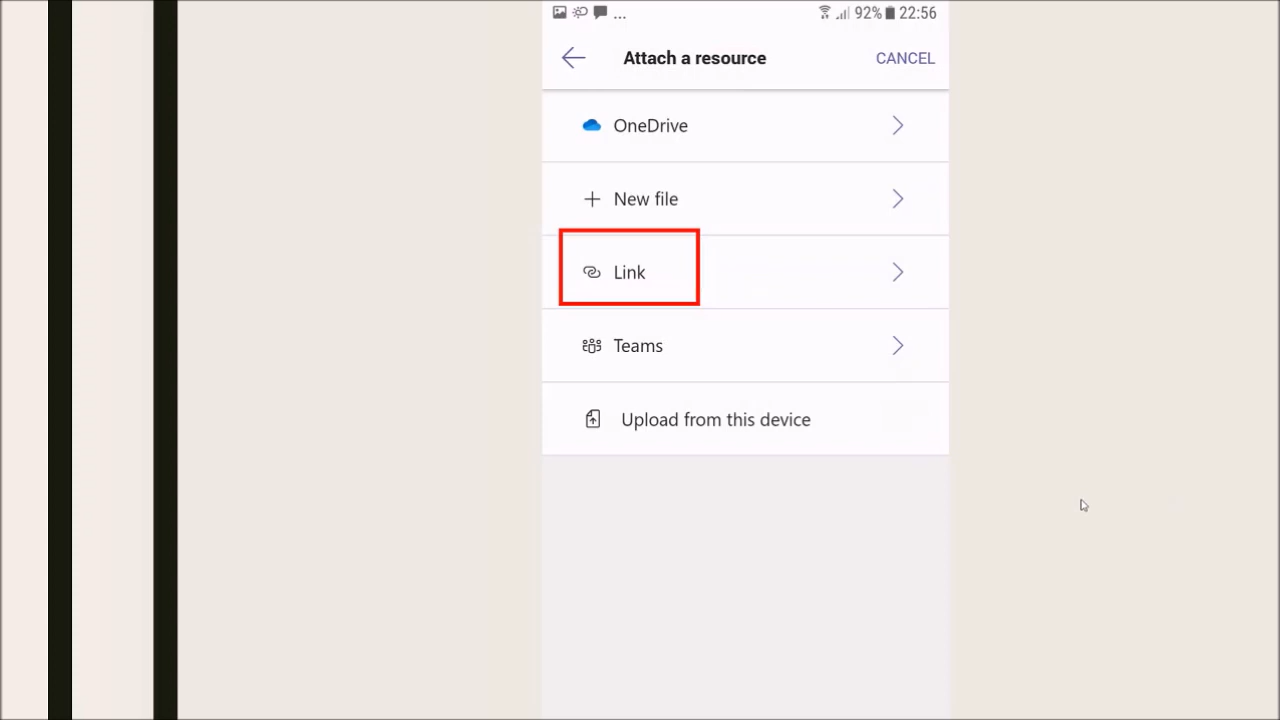 ... 92% 22:56
Attach a resource CANCEL
OneDrive
New file
Link
Teams
Upload from this device